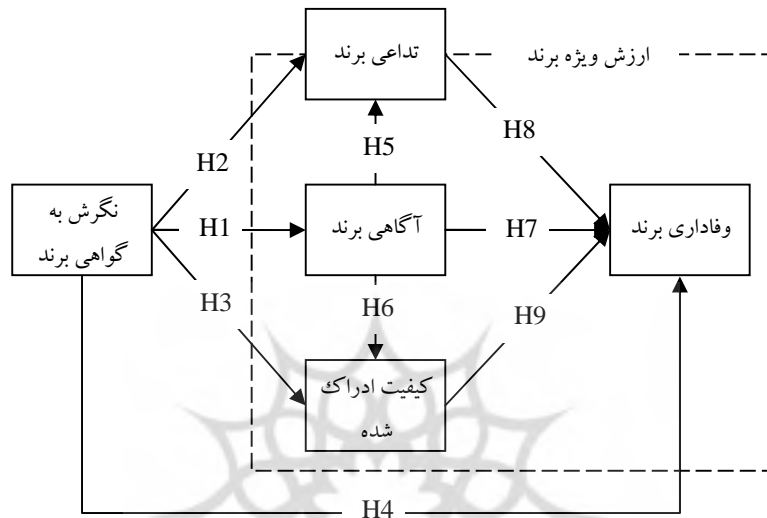 تداعی برند
ارزش ویژه برند
H2
H5
H8
نگرش به
گواهی برند
H1
آگاهی برند
H7
وفاداری برند
H3
H6
H9
کیفیت ادراک
شده
H4